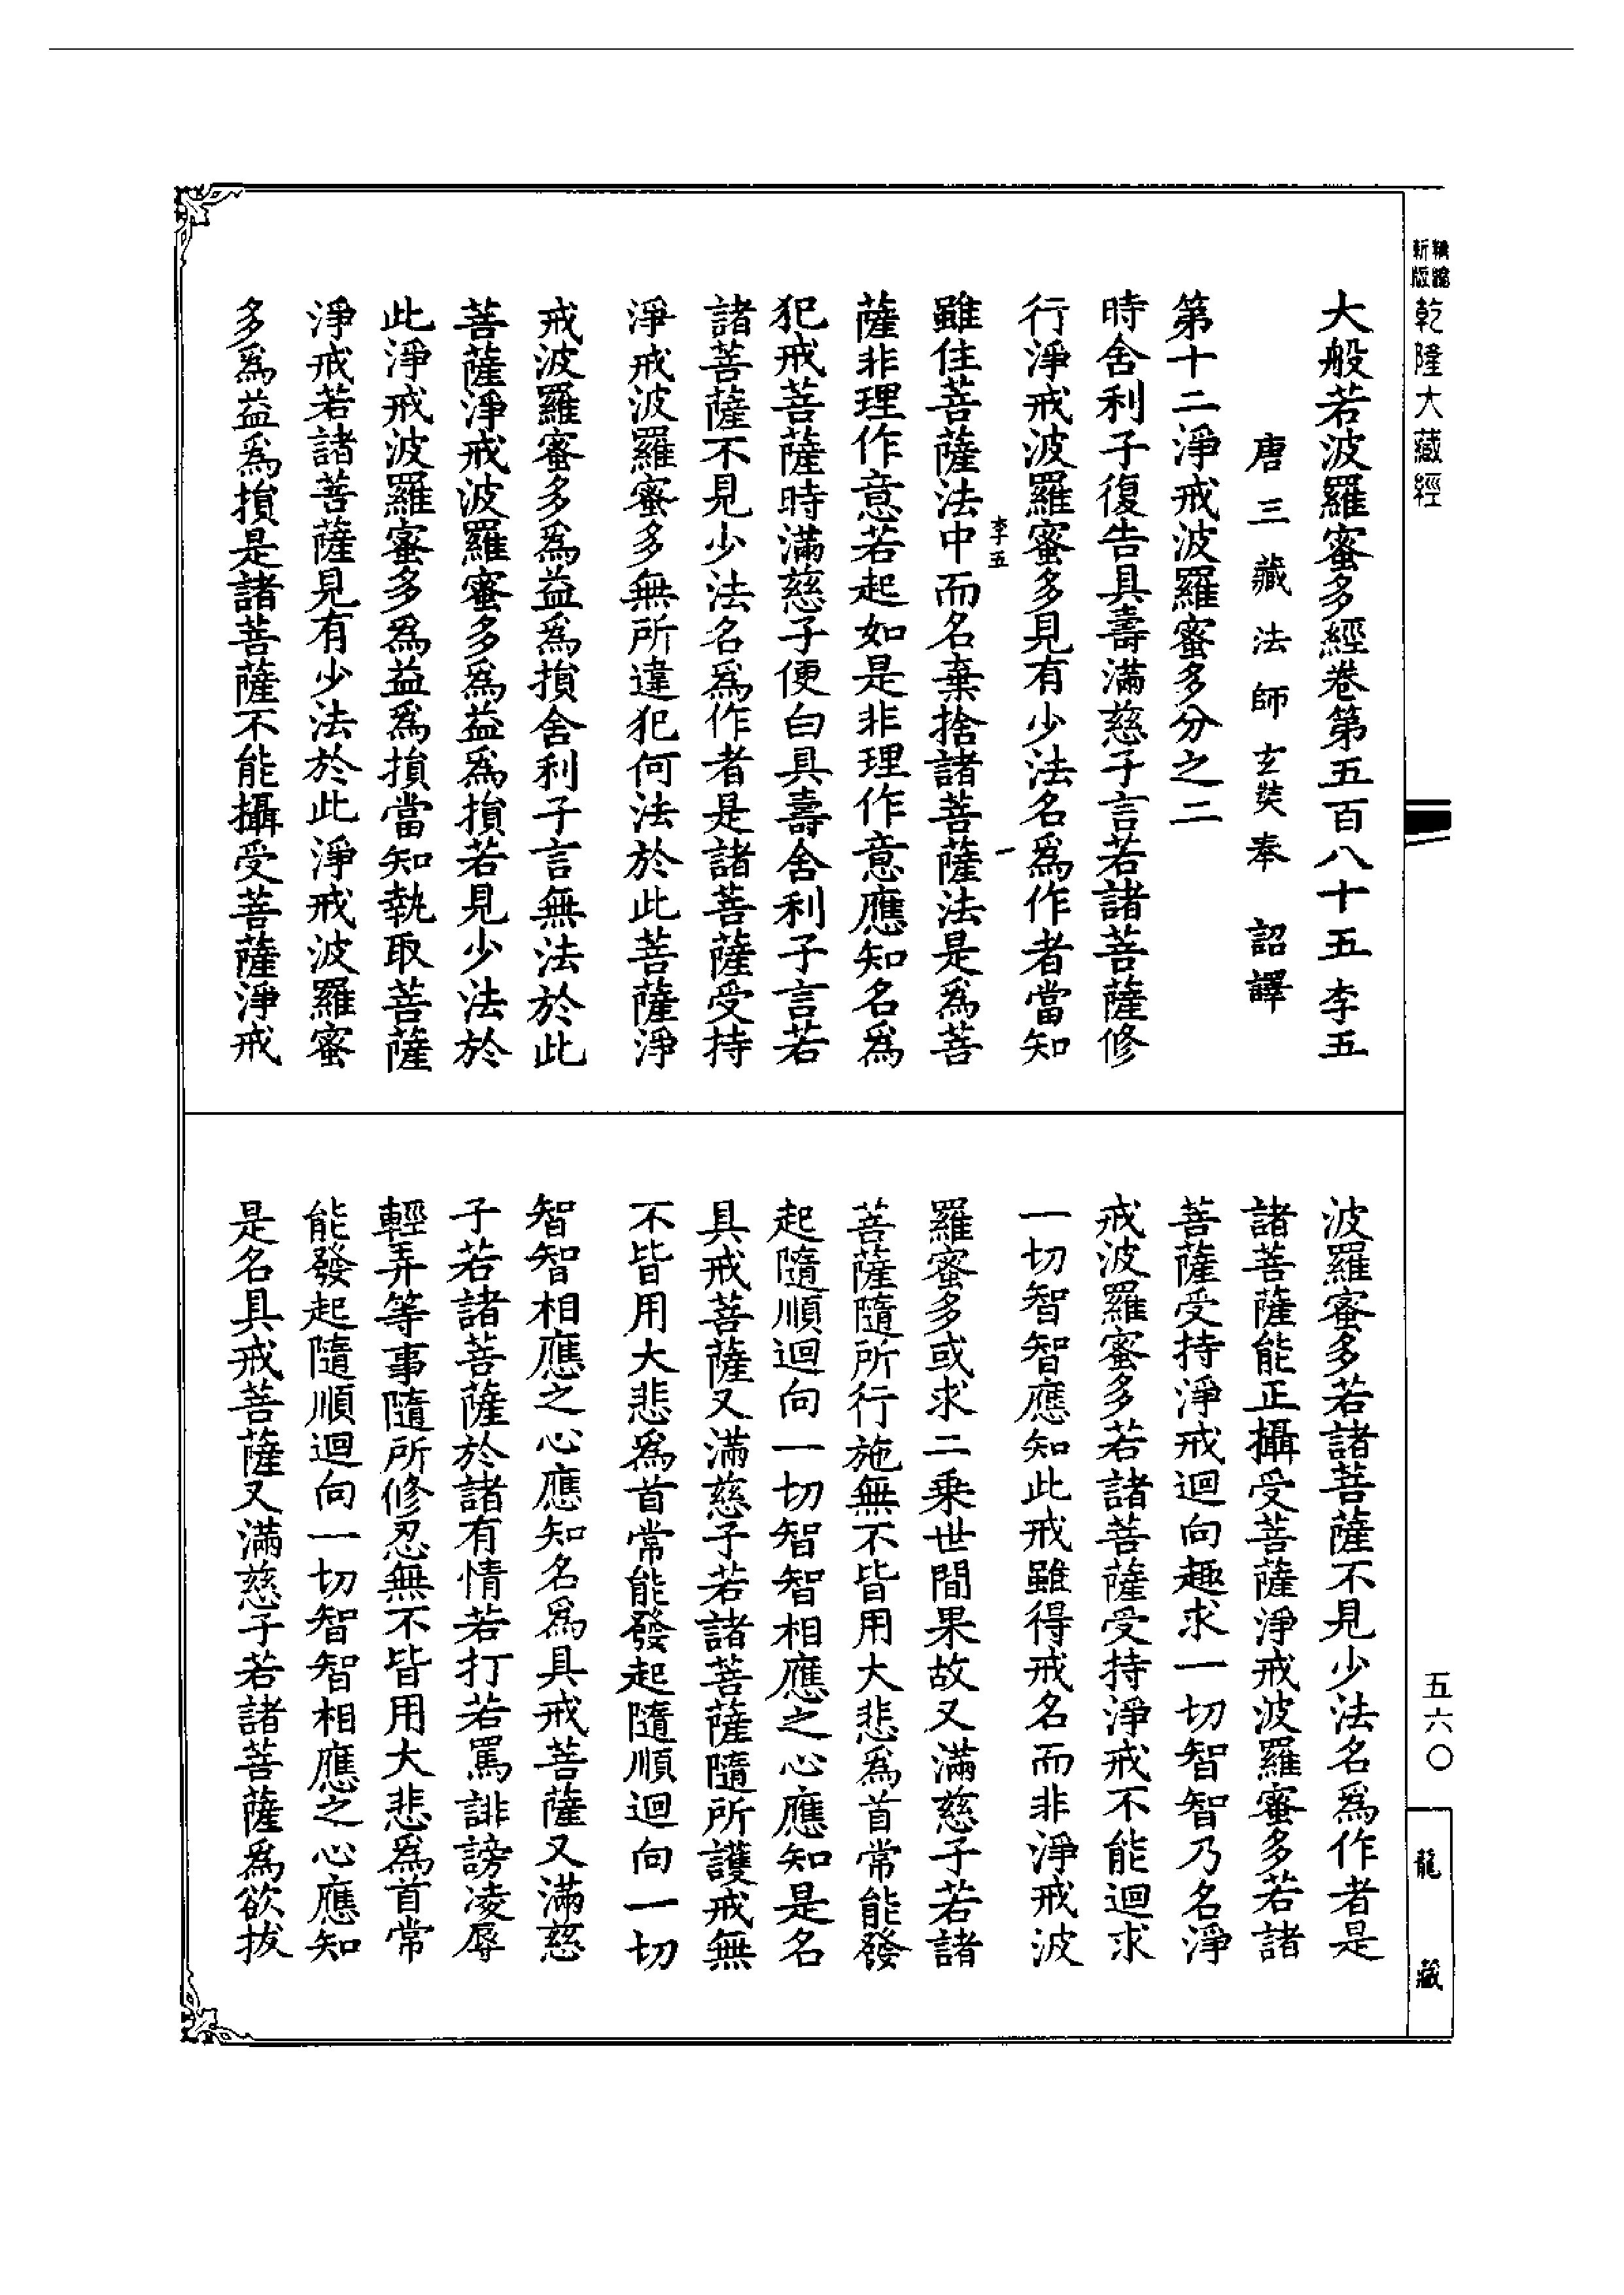 新編縮版
乾隆大藏經
大般若波羅蜜多經卷第五百八十五 李五
唐三藏法師玄奘奉 詔譯
第十二淨戒波羅蜜多分之二
時舍利子復告具壽滿慈子言若諸菩薩修
行淨戒波羅蜜多見有少法名爲作者當知
李五 一
雖住菩薩法中而名棄捨諸菩薩法是爲菩
薩非理作意若起如是非理作意應知名爲
犯戒菩薩時滿慈子便白具壽舍利子言若
諸菩薩不見少法名爲作者是諸菩薩受持
淨戒波羅蜜多無所違犯何法於此菩薩淨
戒波羅蜜多爲益爲損舍利子言無法於此
菩薩淨戒波羅蜜多爲益爲損若見少法於
此淨戒波羅蜜多爲益爲損當知執取菩薩
淨戒若諸菩薩見有少法於此淨戒波羅蜜
多爲益爲損是諸菩薩不能攝受菩薩淨戒
波羅蜜多若諸菩薩不見少法名爲作者是
諸菩薩能正攝受菩薩淨戒波羅蜜多若諸
菩薩受持淨戒迴向趣求一切智智乃名淨
戒波羅蜜多若諸菩薩受持淨戒不能迴求
一切智智應知此戒雖得戒名而非淨戒波
羅蜜多或求二乘世間果故又滿慈子若諸
菩薩隨所行施無不皆用大悲爲首常能發
起隨順迴向一切智智相應之心應知是名
具戒菩薩又滿慈子若諸菩薩隨所護戒無
不皆用大悲爲首常能發起隨順迴向一切
智智相應之心應知名爲具戒菩薩又滿慈
子若諸菩薩於諸有情若打若罵誹謗凌辱
輕弄等事隨所修忍無不皆用大悲爲首常
能發起隨順迴向一切智智相應之心應知
是名具戒菩薩又滿慈子若諸菩薩爲欲拔
五六〇
龍藏